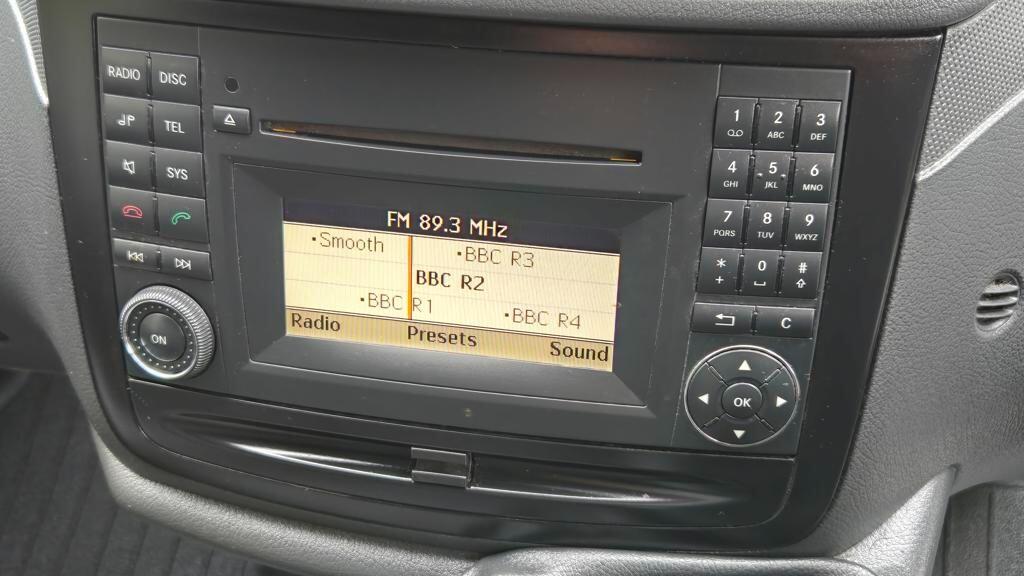 RADIO DISC
TEL
SYS
ON
FM 89.3 MHz
•Smooth
•BBC R3
BBC R2
•BBC R1
•BBC R4
Radio Presets Sound
1 2 3
ABC DEF
4 5 6
GHI JKL MNO
7 8 9
PQRS TUV WXYZ
* 0 #
+
C
OK